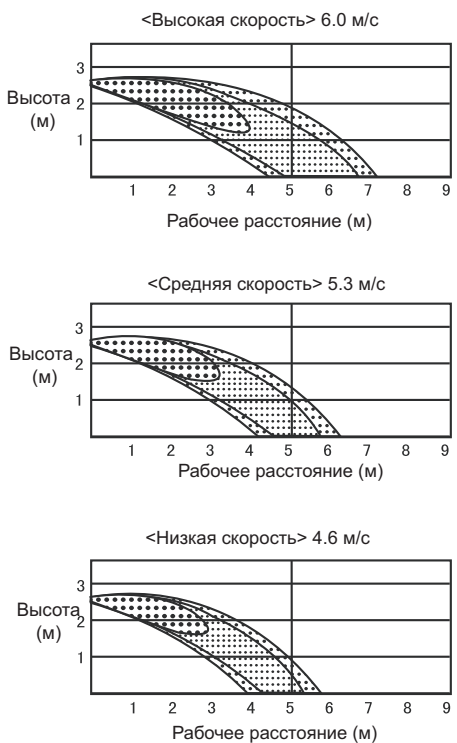 <Высокая скорость> 6.0 м/с
3
Высота
(м)
2
1
1 2 3 4 5 6 7 8 9
Рабочее расстояние (м)
<Средняя скорость> 5.3 м/с
3
Высота
(м)
2
1
1 2 3 4 5 6 7 8 9
Рабочее расстояние (м)
<Низкая скорость> 4.6 м/с
3
Высота
(м)
2
1
1 2 3 4 5 6 7 8 9
Рабочее расстояние (м)